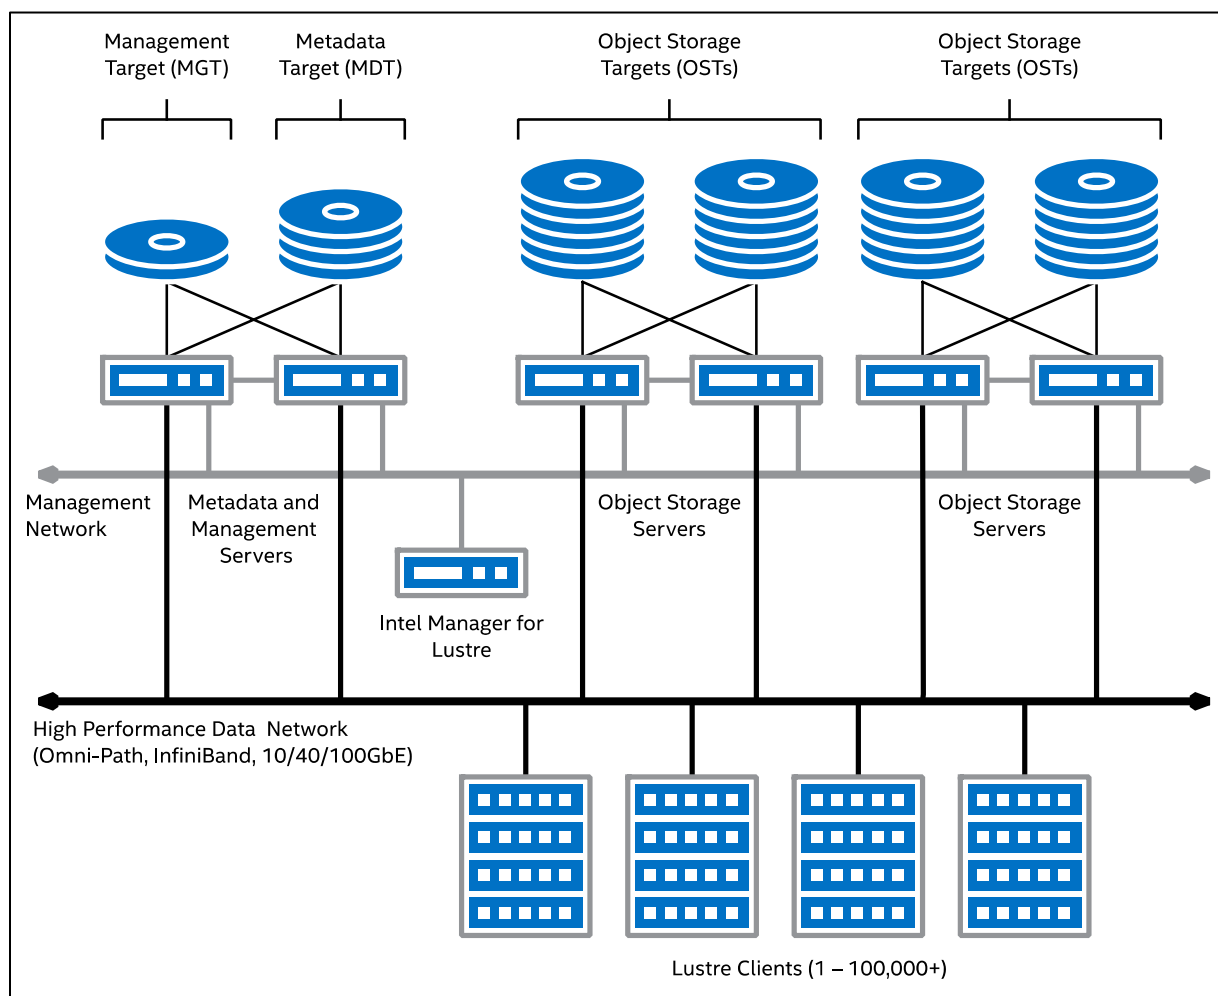 Management
Target (MGT)
Metadata
Target (MDT)
Object Storage
Targets (OSTs)
Object Storage
Targets (OSTs)
Management
Network
Metadata and
Management
Servers
Object Storage
Servers
Object Storage
Servers
Intel Manager for
Lustre
High Performance Data Network
(Omni-Path, InfiniBand, 10/40/100GbE)
Lustre Clients (1 – 100,000+)